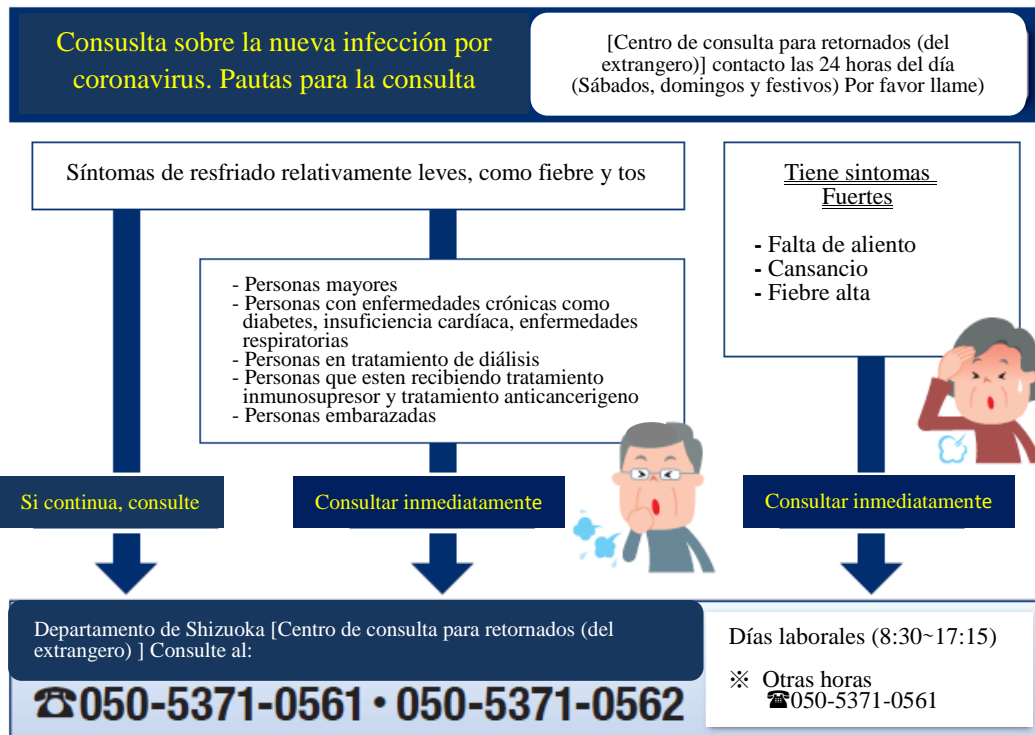 Consuslta sobre la nueva infección por
coronavirus. Pautas para la consulta
[Centro de consulta para retornados (del
extrangero)] contacto las 24 horas del día
(Sábados, domingos y festivos) Por favor llame)
Síntomas de resfriado relativamente leves, como fiebre y tos
- Personas mayores
- Personas con enfermedades crónicas como
diabetes, insuficiencia cardíaca, enfermedades
respiratorias
- Personas en tratamiento de diálisis
- Personas que esten recibiendo tratamiento
inmunosupresor y tratamiento anticancerigeno
- Personas embarazadas
Tiene sintomas
Fuertes
- Falta de aliento
- Cansancio
- Fiebre alta
Si continua, consulte
Consultar inmediatamente
Consultar inmediatamente
Departamento de Shizuoka [Centro de consulta para retornados (del
extrangero) ] Consulte al:
☎050-5371-0561・050-5371-0562
Días laborales (8:30~17:15)
※ Otras horas
☎050-5371-0561